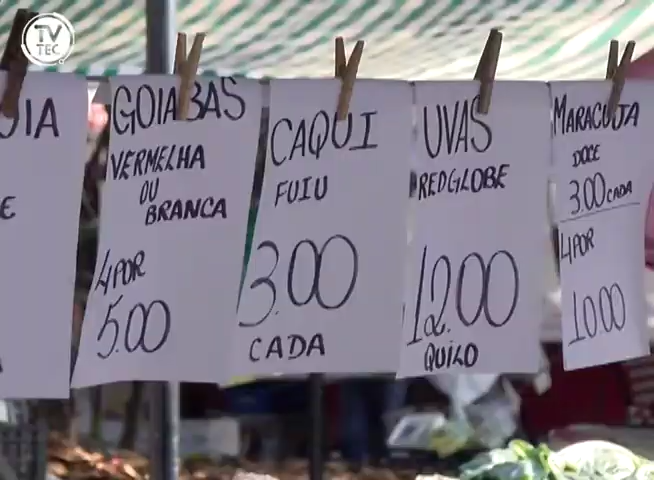 TV
TEC
GOIABAS
VERMELHA
OU
BRANCA
4 POR
5.00
CAQUI
FUIU
3.00
CADA
UVAS
REDGLOBE
12.00
QUILO
MARACUJA
DOCE
3.00 CADA
4 POR
10.00